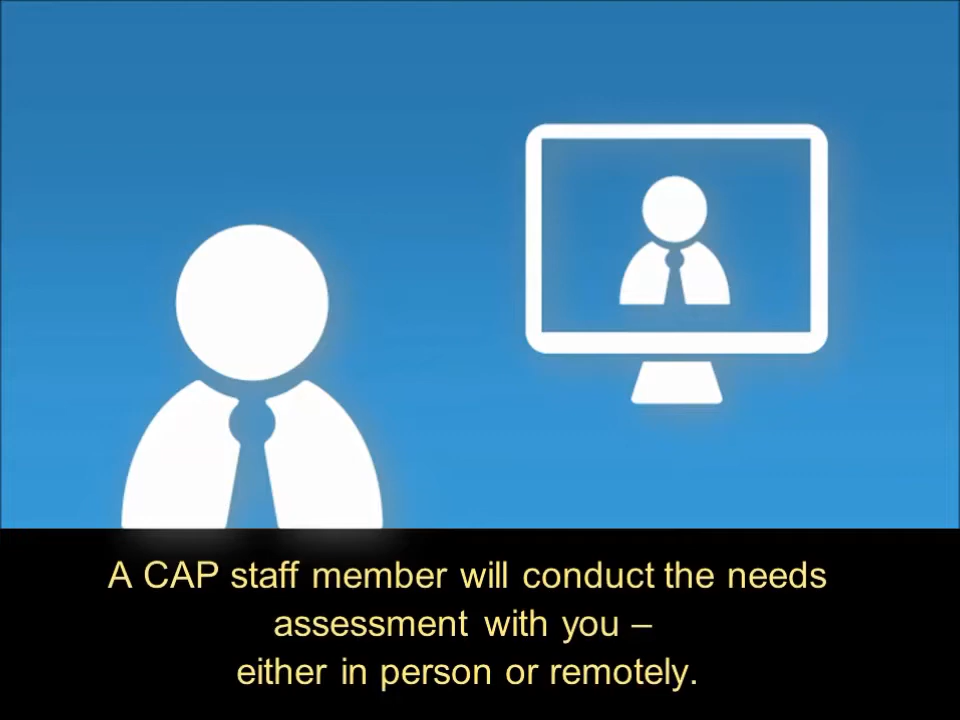 A CAP staff member will conduct the needs
assessment with you –
either in person or remotely.